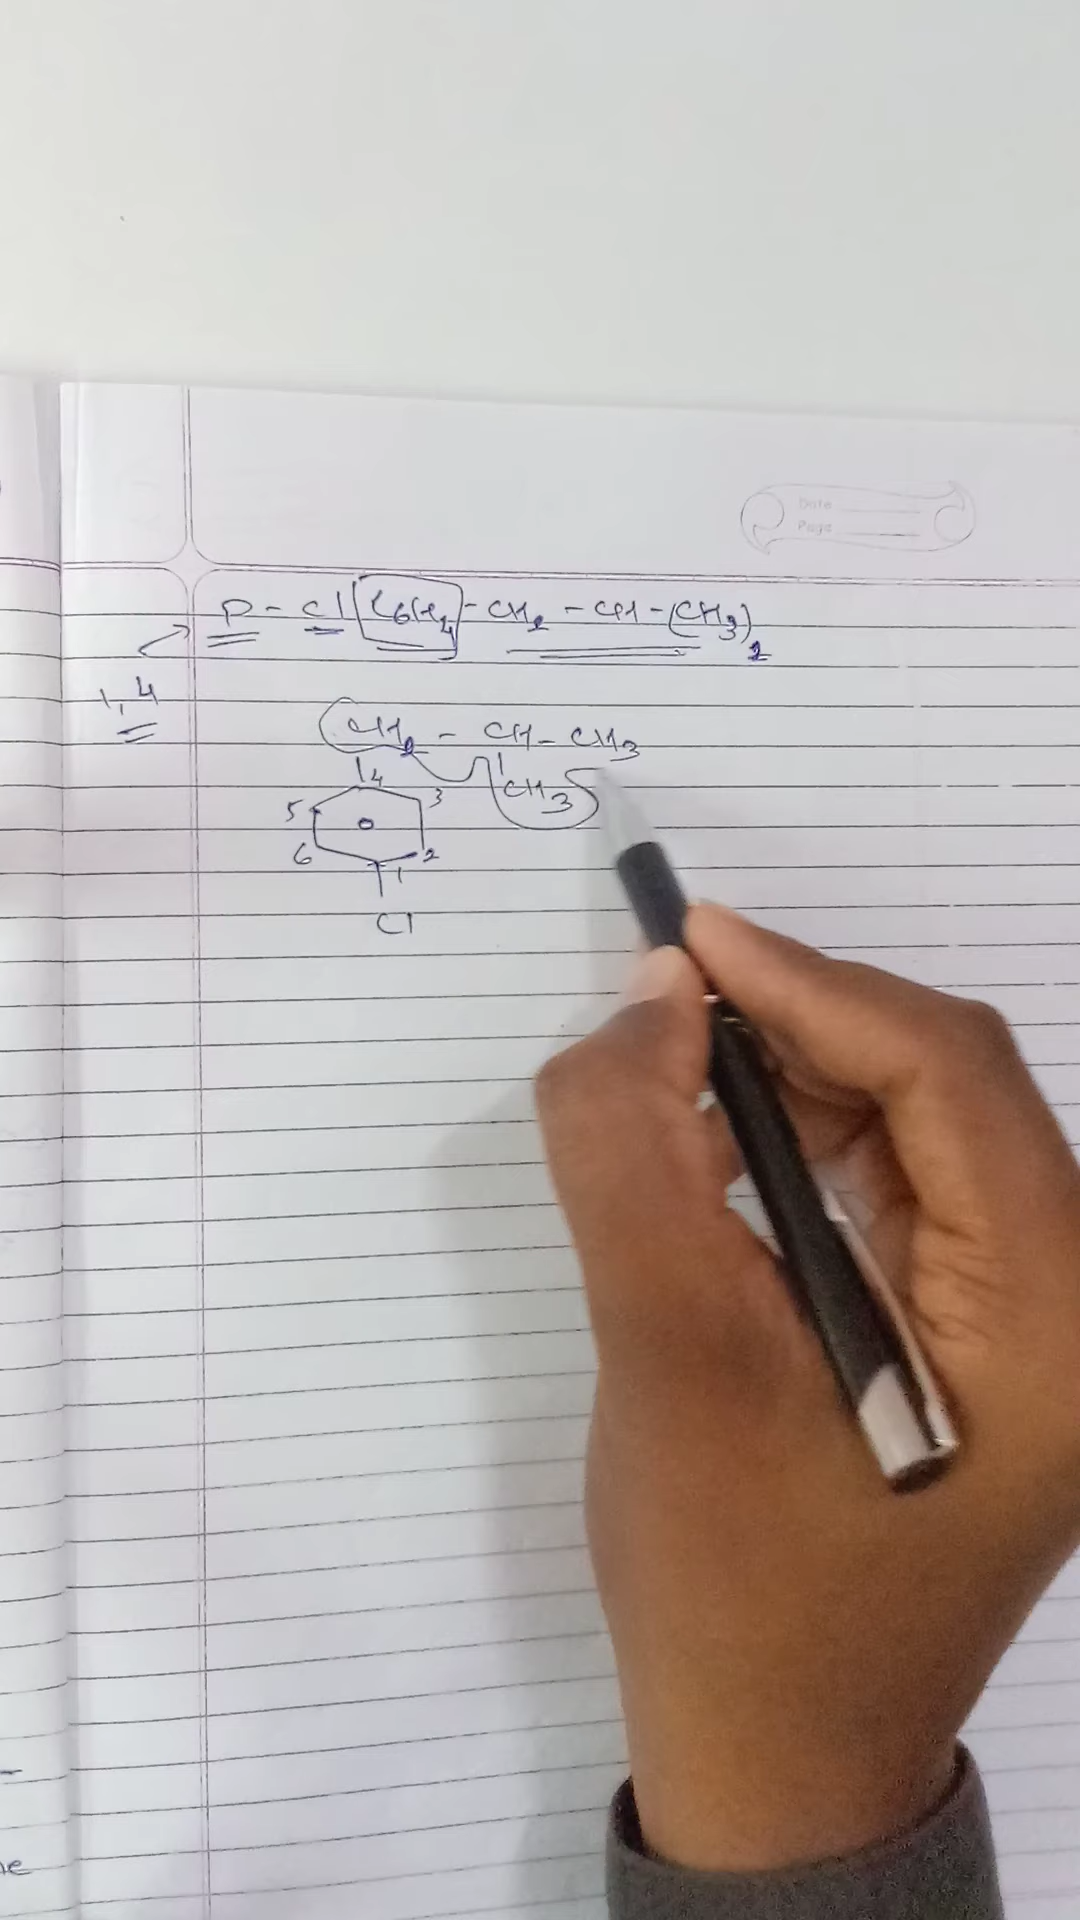 Date
Page
P - Cl C6H4 - CH2 - CH - (CH3)2
1, 4
CH2 - CH - CH3
CH3
4
5 3
6 2
1
Cl